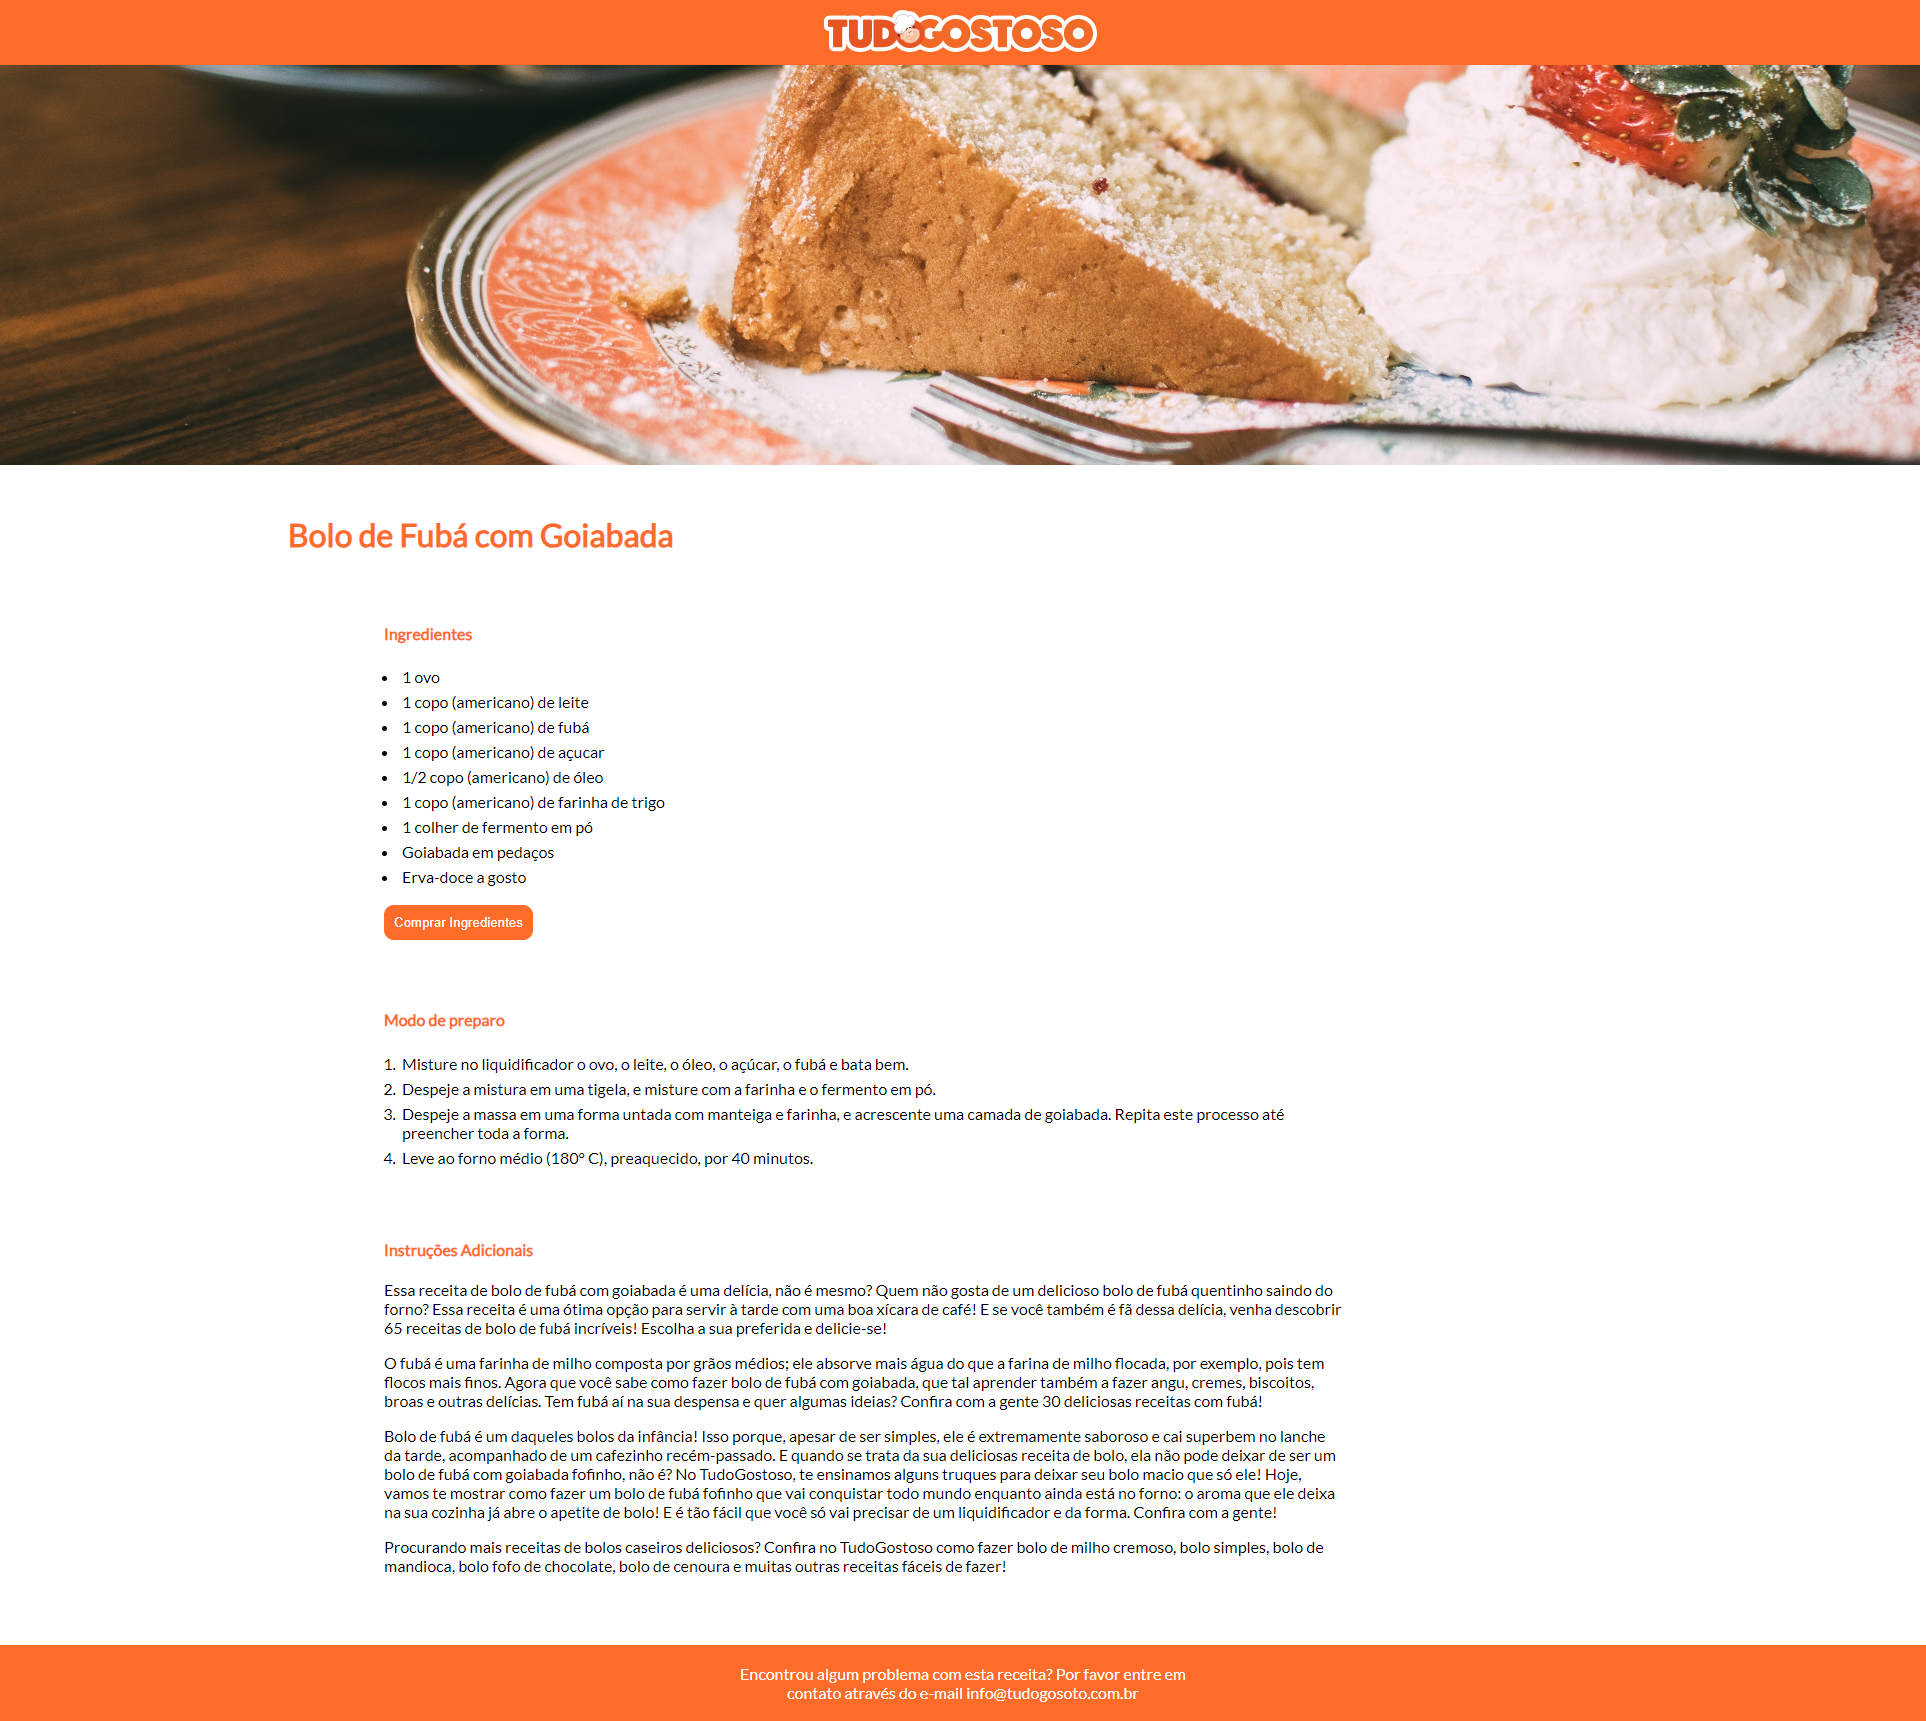 TUDOGOSTOSO
Bolo de Fubá com Goiabada
Ingredientes
• 1 ovo
• 1 copo (americano) de leite
• 1 copo (americano) de fubá
• 1 copo (americano) de açucar
• 1/2 copo (americano) de óleo
• 1 copo (americano) de farinha de trigo
• 1 colher de fermento em pó
• Goiabada em pedaços
• Erva-doce a gosto
Comprar Ingredientes
Modo de preparo
1. Misture no liquidificador o ovo, o leite, o óleo, o açúcar, o fubá e bata bem.
2. Despeje a mistura em uma tigela, e misture com a farinha e o fermento em pó.
3. Despeje a massa em uma forma untada com manteiga e farinha, e acrescente uma camada de goiabada. Repita este processo até
preencher toda a forma.
4. Leve ao forno médio (180° C), preaquecido, por 40 minutos.
Instruções Adicionais
Essa receita de bolo de fubá com goiabada é uma delícia, não é mesmo? Quem não gosta de um delicioso bolo de fubá quentinho saindo do
forno? Essa receita é uma ótima opção para servir à tarde com uma boa xícara de café! E se você também é fã dessa delícia, venha descobrir
65 receitas de bolo de fubá incríveis! Escolha a sua preferida e delicie-se!
O fubá é uma farinha de milho composta por grãos médios; ele absorve mais água do que a farina de milho flocada, por exemplo, pois tem
flocos mais finos. Agora que você sabe como fazer bolo de fubá com goiabada, que tal aprender também a fazer angu, cremes, biscoitos,
broas e outras delícias. Tem fubá aí na sua despensa e quer algumas ideias? Confira com a gente 30 deliciosas receitas com fubá!
Bolo de fubá é um daqueles bolos da infância! Isso porque, apesar de ser simples, ele é extremamente saboroso e cai superbem no lanche
da tarde, acompanhado de um cafezinho recém-passado. E quando se trata da sua deliciosas receita de bolo, ela não pode deixar de ser um
bolo de fubá com goiabada fofinho, não é? No TudoGostoso, te ensinamos alguns truques para deixar seu bolo macio que só ele! Hoje,
vamos te mostrar como fazer um bolo de fubá fofinho que vai conquistar todo mundo enquanto ainda está no forno: o aroma que ele deixa
na sua cozinha já abre o apetite de bolo! E é tão fácil que você só vai precisar de um liquidificador e da forma. Confira com a gente!
Procurando mais receitas de bolos caseiros deliciosos? Confira no TudoGostoso como fazer bolo de milho cremoso, bolo simples, bolo de
mandioca, bolo fofo de chocolate, bolo de cenoura e muitas outras receitas fáceis de fazer!
Encontrou algum problema com esta receita? Por favor entre em
contato através do e-mail info@tudogosoto.com.br